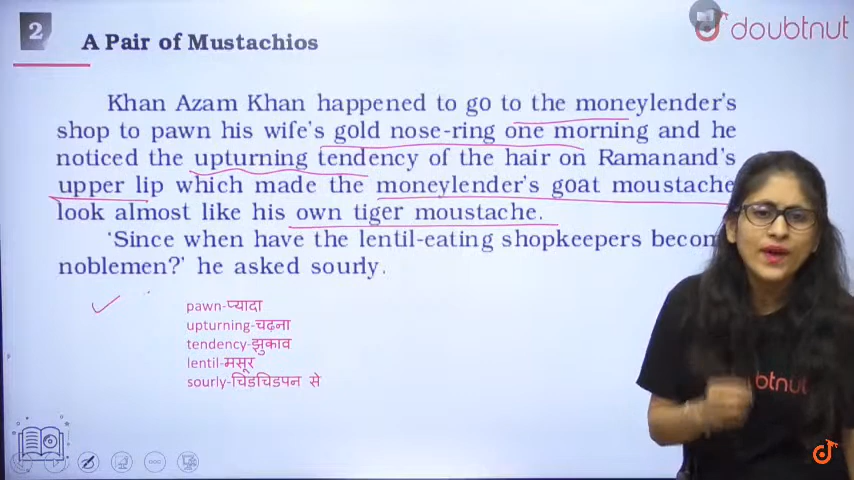 2
A Pair of Mustachios
doubtnut
Khan Azam Khan happened to go to the moneylender's
shop to pawn his wife's gold nose-ring one morning and he
noticed the upturning tendency of the hair on Ramanand's
upper lip which made the moneylender's goat moustache
look almost like his own tiger moustache.
'Since when have the lentil-eating shopkeepers becom
noblemen?' he asked sourly.
pawn-प्यादा
upturning-चढ़ना
tendency-झुकाव
lentil-मसूर
sourly-चिडचिडपन से
btnut